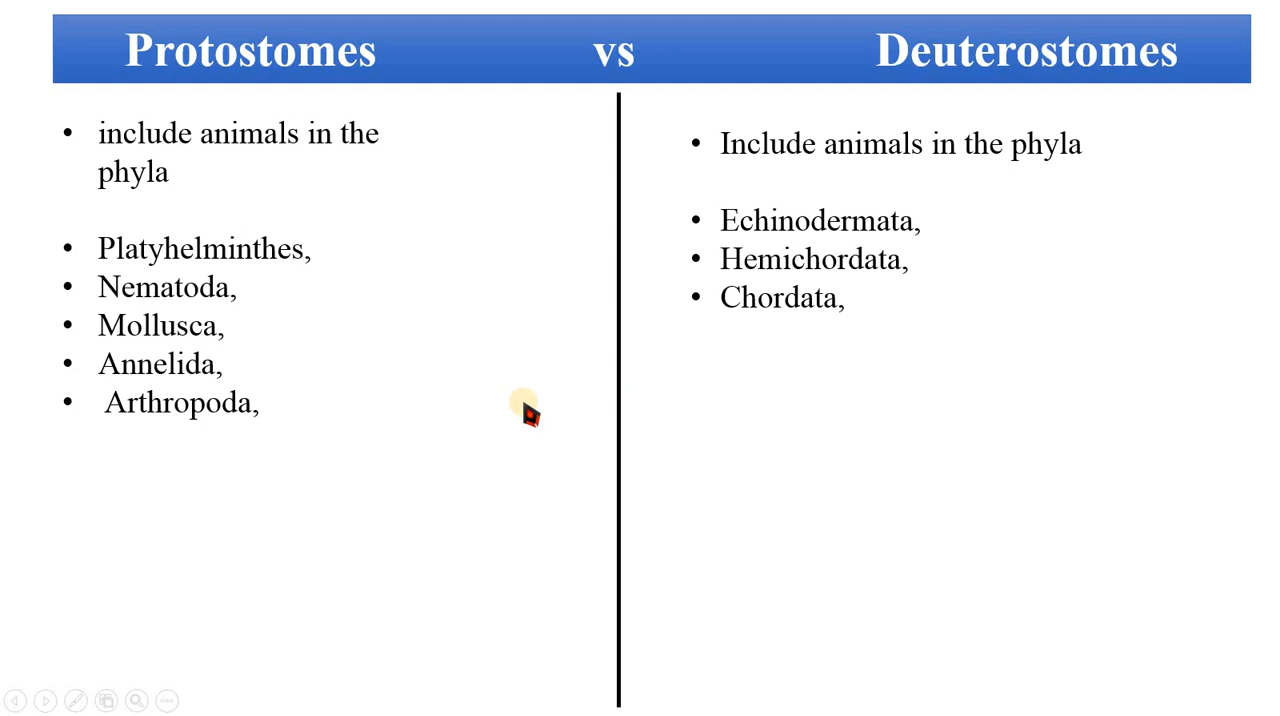 Protostomes vs Deuterostomes
• include animals in the
phyla
• Platyhelminthes,
• Nematoda,
• Mollusca,
• Annelida,
• Arthropoda,
• Include animals in the phyla
• Echinodermata,
• Hemichordata,
• Chordata,